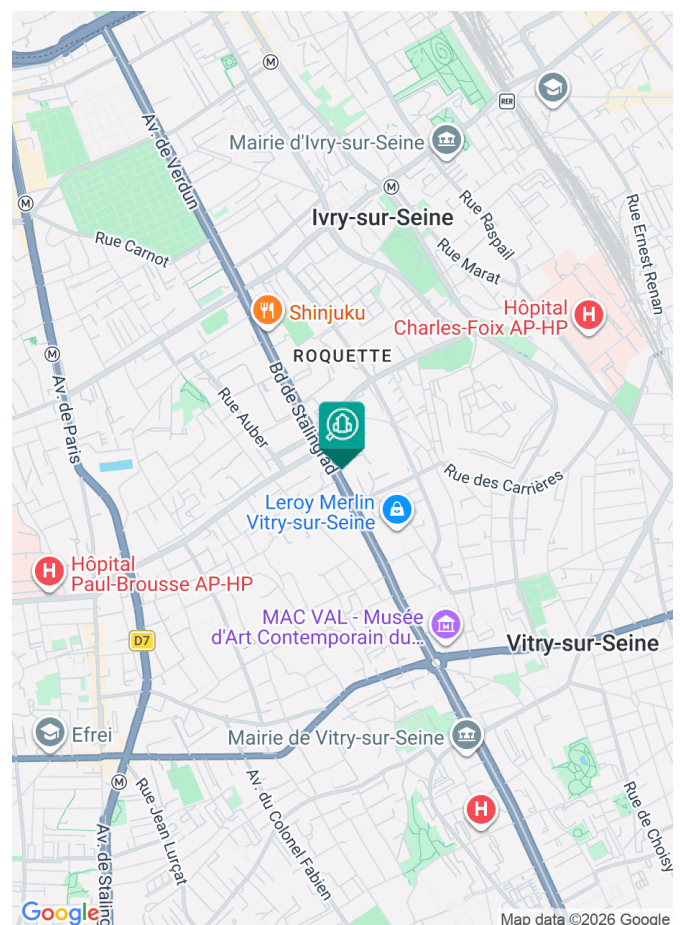 M
RER
Mairie d'Ivry-sur-Seine
Av. de Verdun
M
M
Ivry-sur-Seine
Rue Raspail
Rue Ernest Renan
Rue Carnot
Rue Marat
Shinjuku
Hôpital
Charles-Foix AP-HP
M
ROQUETTE
Av. de Paris
Bd de Stalingrad
Rue Auber
Rue des Carrières
Leroy Merlin
Vitry-sur-Seine
H
H
Hôpital
Paul-Brousse AP-HP
MAC VAL - Musée
d'Art Contemporain du...
D7
Vitry-sur-Seine
Efrei
Mairie de Vitry-sur-Seine
M
Rue Jean Lurçat
Av. du Colonel Fabien
H
Rue de Choisy
Av. de Stalinc
Google
Map data ©2026 Google